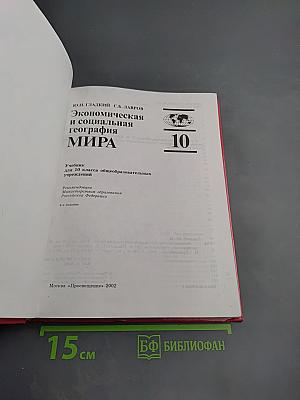 Ю.Н. ГЛАДКИЙ С.Б. ЛАВРОВ
Экономическая
и социальная
география
МИРА
10
Учебник
для 10 класса общеобразовательных
учреждений
Рекомендовано
Министерством образования
Российской Федерации
Москва «Просвещение» 2002
15 см
БФ БИБЛИОФАН